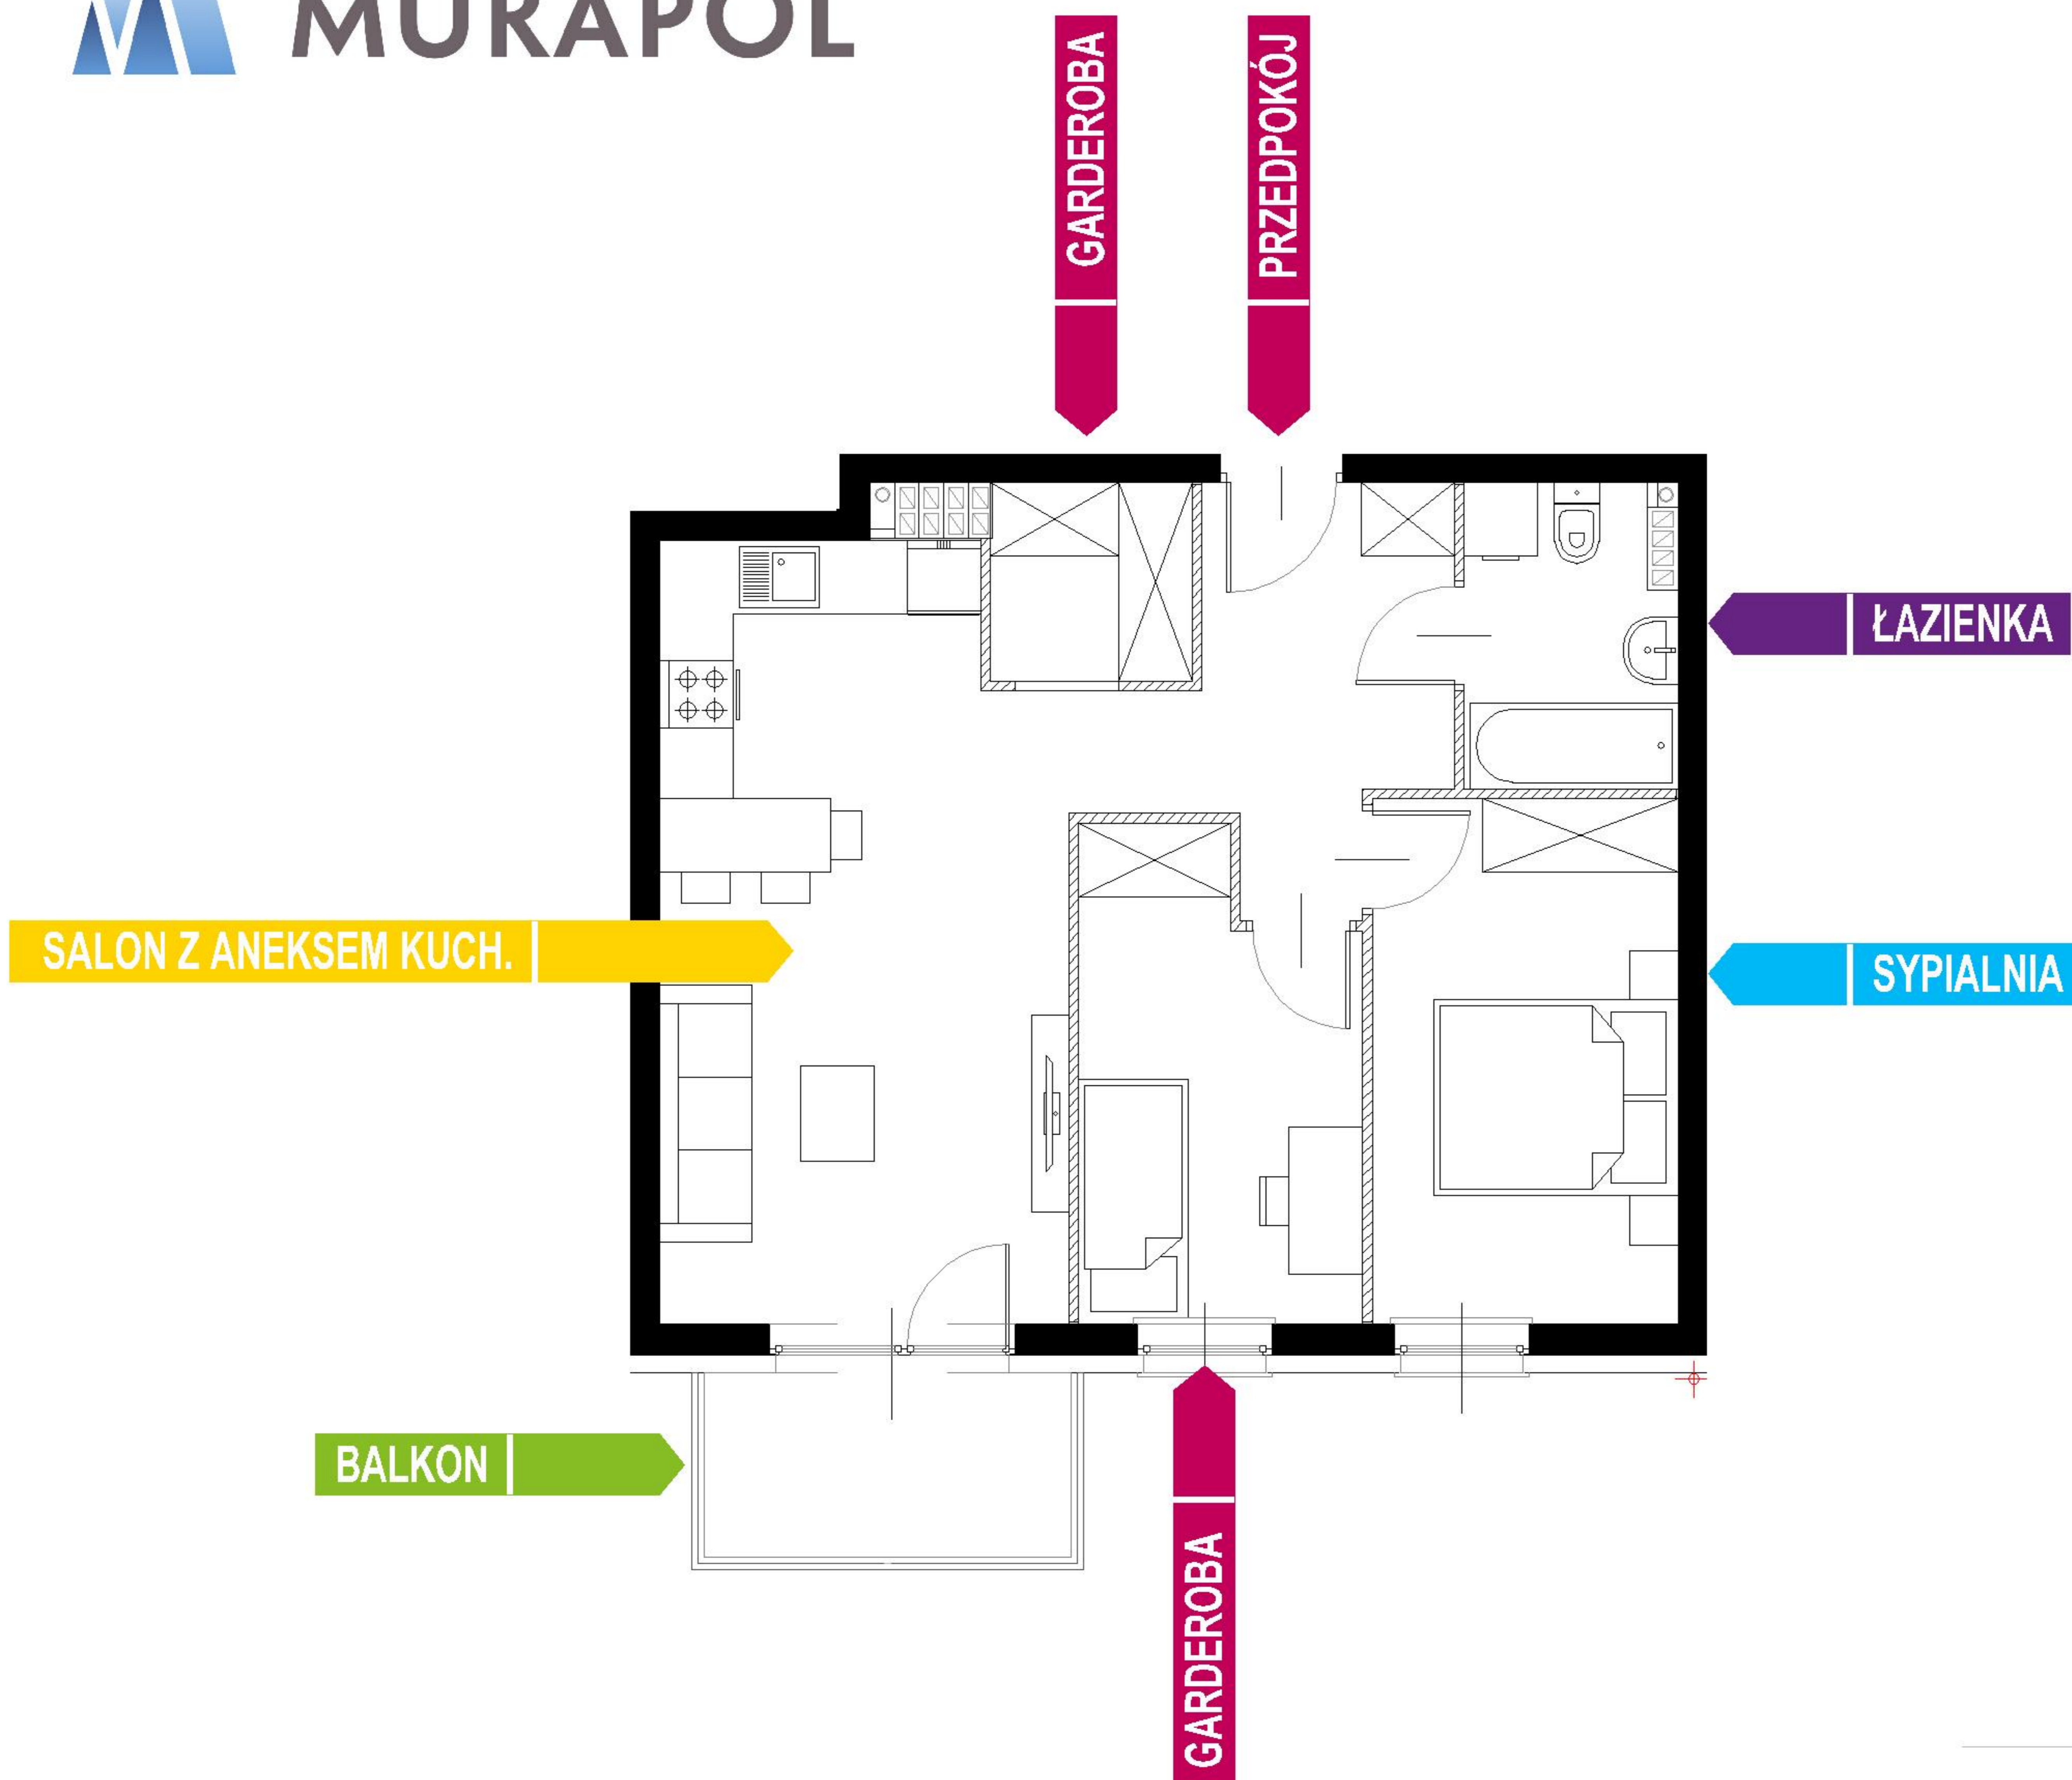 MURAPOL
GARDEROBA
PRZEDPOKÓJ
ŁAZIENKA
SALON Z ANEKSEM KUCH.
SYPIALNIA
BALKON
GARDEROBA